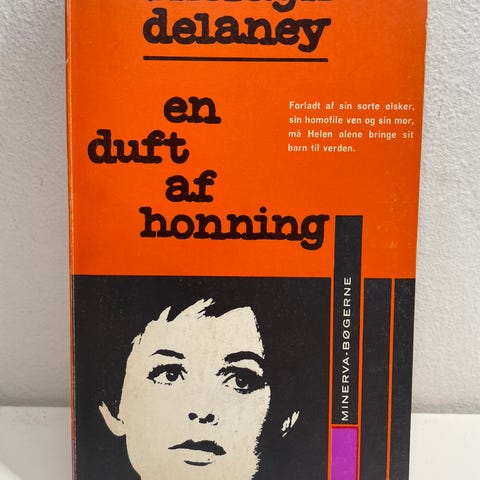 delaney
en
duft
af
honning
Forladt af sin sorte elsker,
sin homofile ven og sin mor,
må Helen alene bringe sit
barn til verden.
MINERVA-BØGERNE